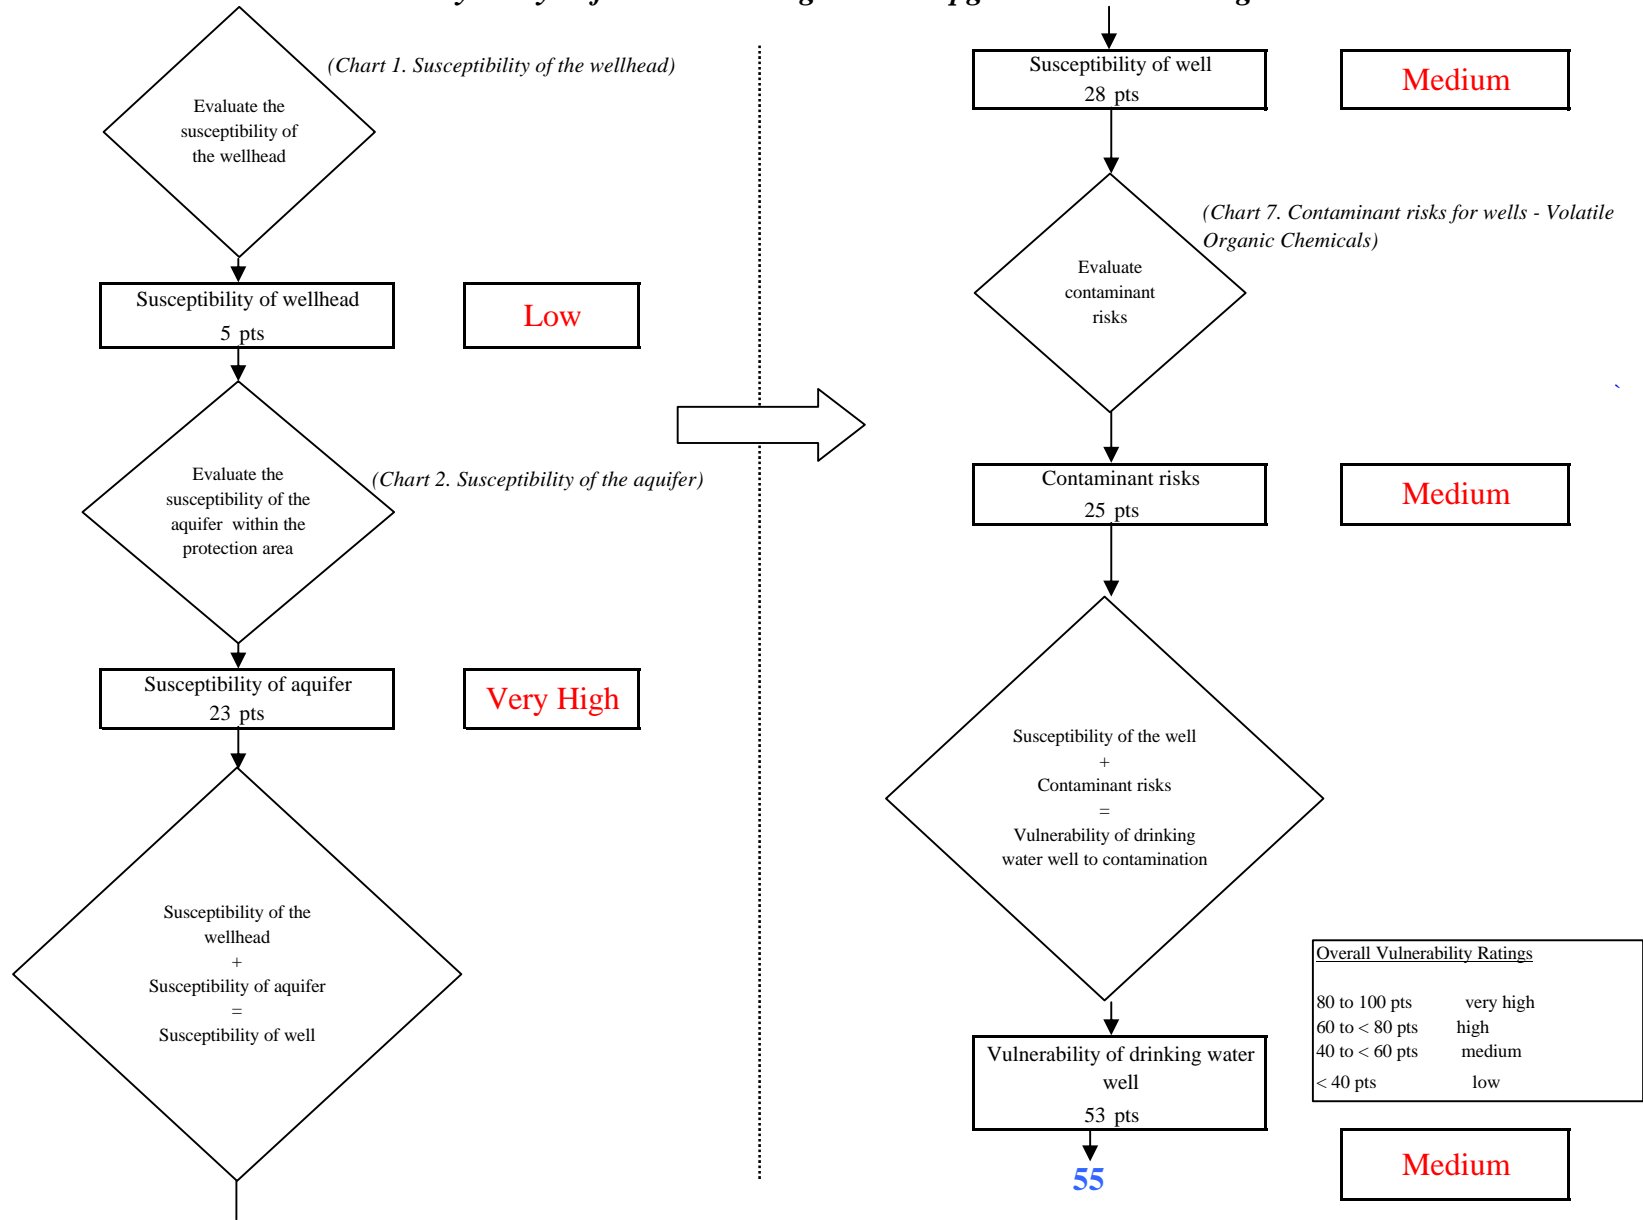 (Chart 1. Susceptibility of the wellhead)
Evaluate the
susceptibility of
the wellhead
Susceptibility of wellhead
5 pts
Low
(Chart 2. Susceptibility of the aquifer)
Evaluate the
susceptibility of the
aquifer within the
protection area
Susceptibility of aquifer
23 pts
Very High
Susceptibility of the
wellhead
+
Susceptibility of aquifer
=
Susceptibility of well
Susceptibility of well
28 pts
Medium
(Chart 7. Contaminant risks for wells - Volatile
Organic Chemicals)
Evaluate
contaminant
risks
`
Contaminant risks
25 pts
Medium
Susceptibility of the well
+
Contaminant risks
=
Vulnerability of drinking
water well to contamination
Overall Vulnerability Ratings
80 to 100 pts very high
60 to < 80 pts high
40 to < 60 pts medium
< 40 pts low
Vulnerability of drinking water
well
53 pts
55
Medium